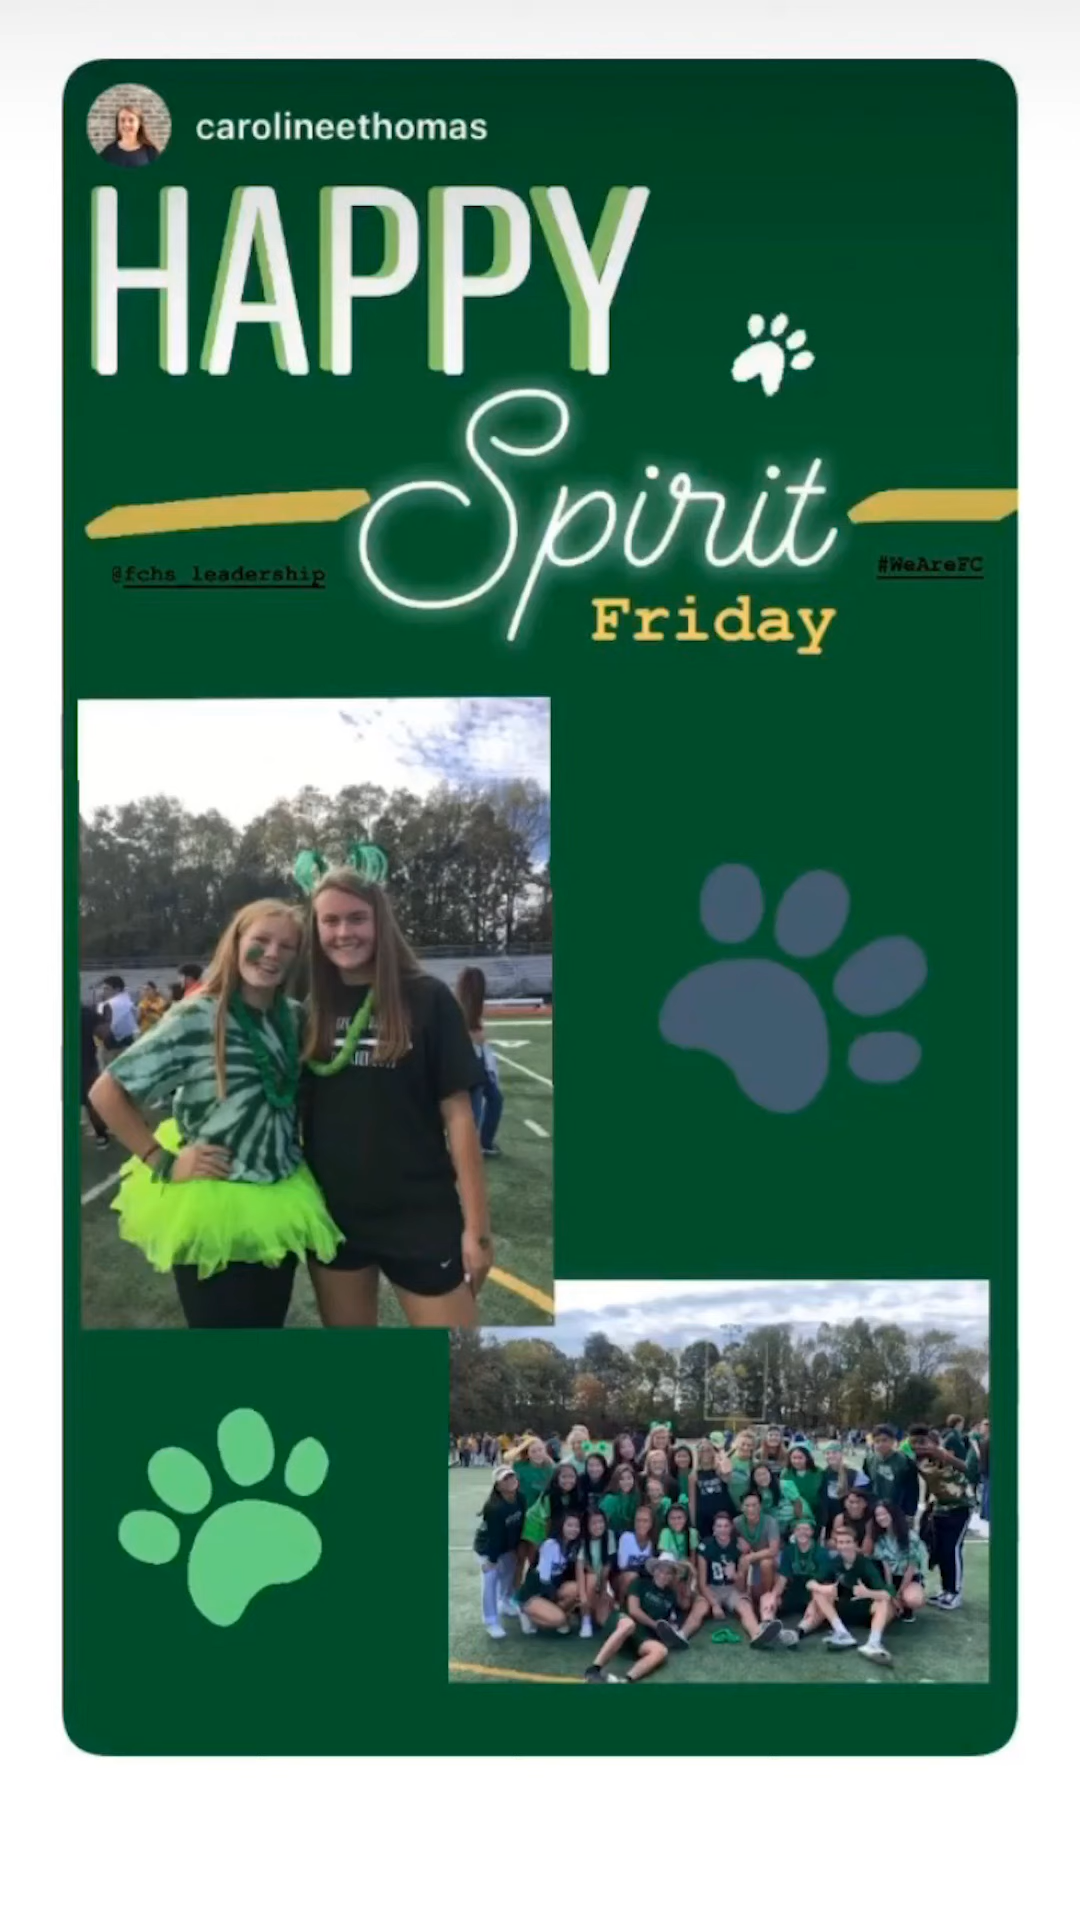 carolineethomas
HAPPY
Spirit
@fchs_leadership
#WeAreFC
Friday